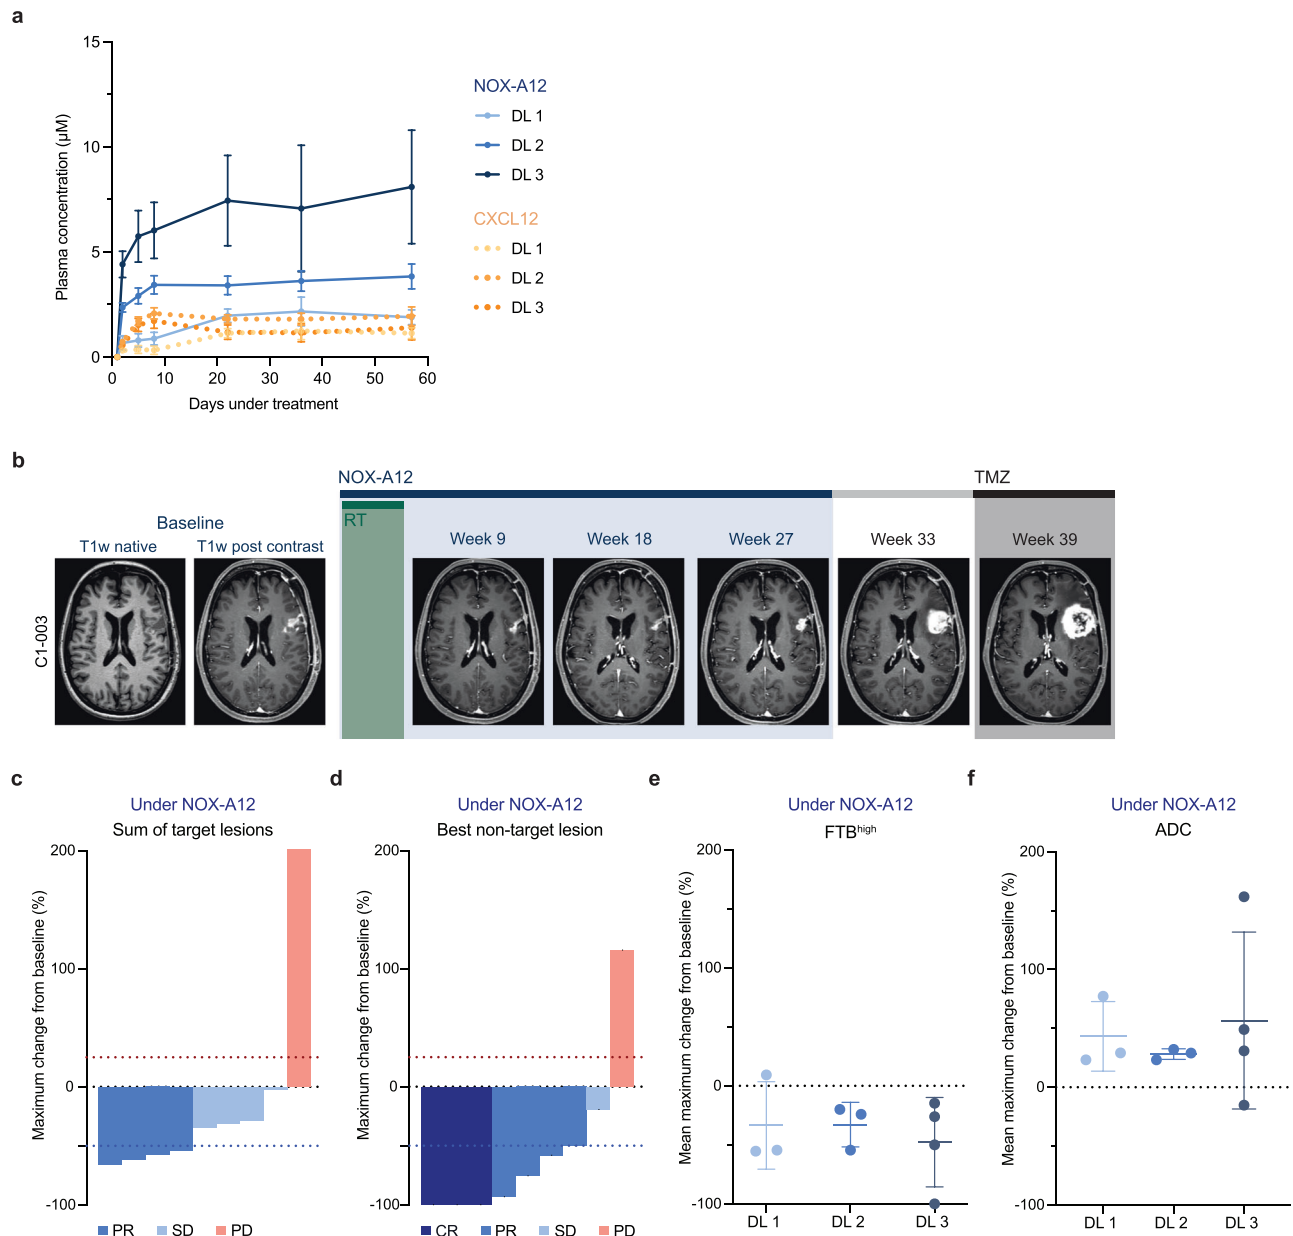 a
15
10
5
0
Plasma concentration (µM)
0 10 20 30 40 50 60
Days under treatment
NOX-A12
DL 1
DL 2
DL 3
CXCL12
DL 1
DL 2
DL 3
b
NOX-A12
TMZ
RT
Baseline
T1w native
T1w post contrast
Week 9
Week 18
Week 27
Week 33
Week 39
C1-003
c
Under NOX-A12
Sum of target lesions
Maximum change from baseline (%)
200
100
0
-100
PR SD PD
d
Under NOX-A12
Best non-target lesion
Maximum change from baseline (%)
200
100
0
-100
CR PR SD PD
e
Under NOX-A12
FTBhigh
Mean maximum change from baseline (%)
200
100
0
-100
DL 1 DL 2 DL 3
f
Under NOX-A12
ADC
Mean maximum change from baseline (%)
200
100
0
-100
DL 1 DL 2 DL 3